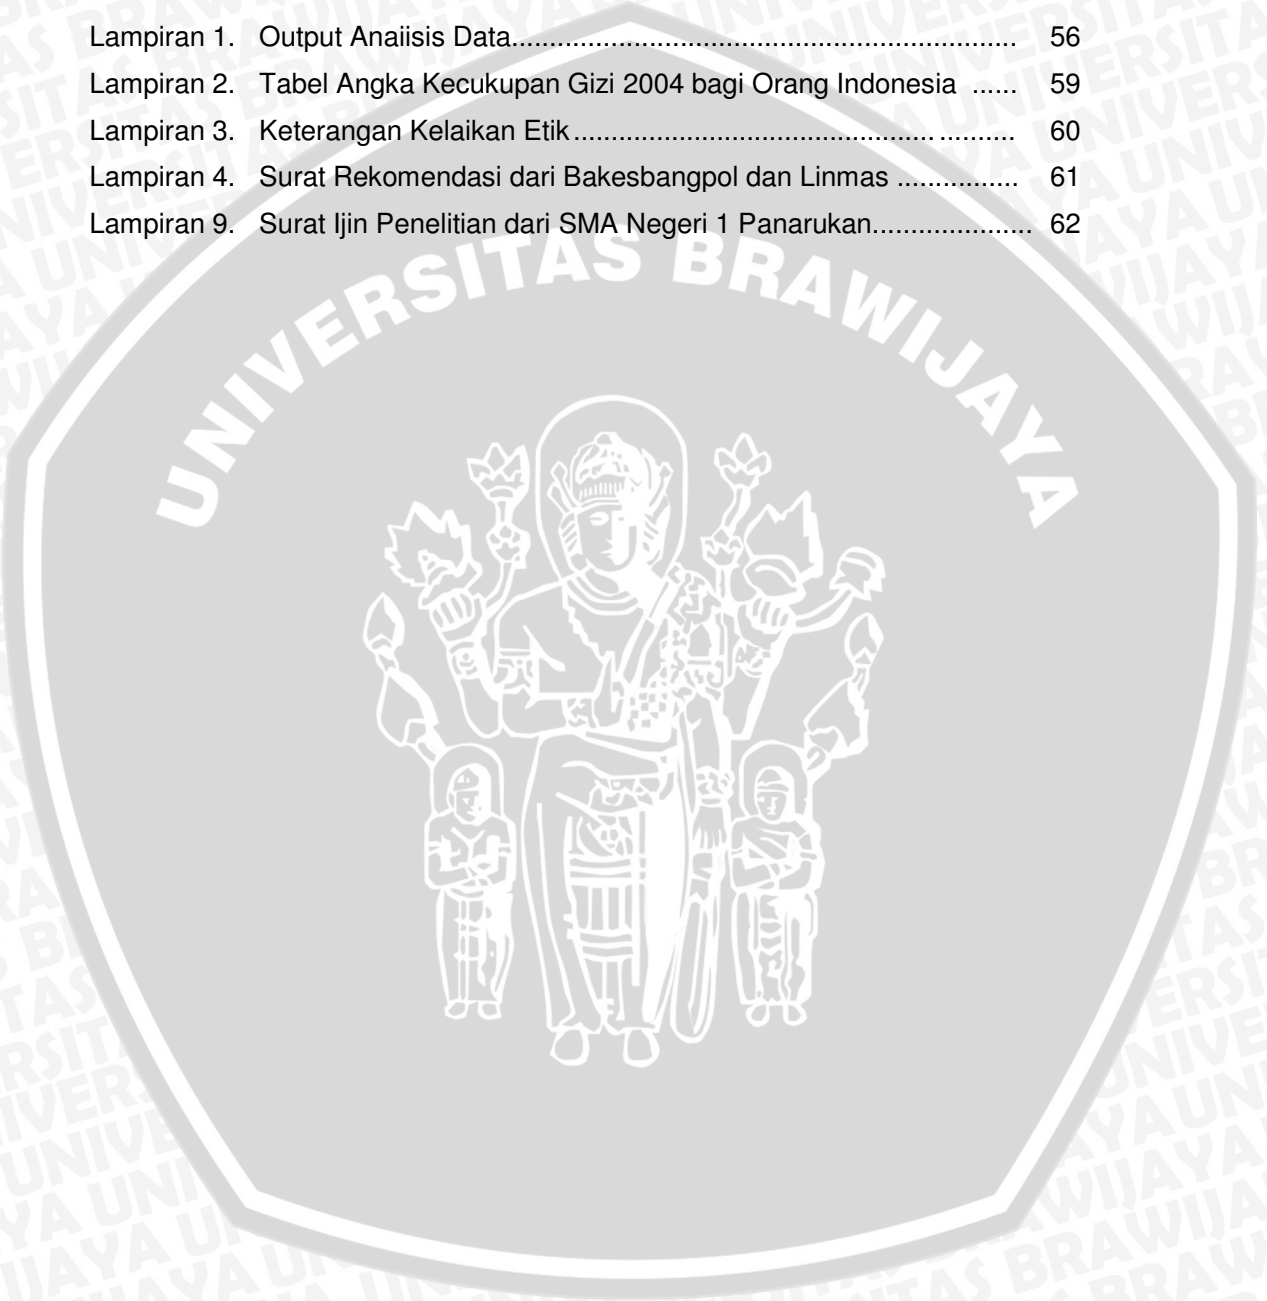 Lampiran 1. Output Anaiisis Data................................................................... 56
Lampiran 2. Tabel Angka Kecukupan Gizi 2004 bagi Orang Indonesia ...... 59
Lampiran 3. Keterangan Kelaikan Etik............................................... .......... 60
Lampiran 4. Surat Rekomendasi dari Bakesbangpol dan Linmas ................ 61
Lampiran 9. Surat Ijin Penelitian dari SMA Negeri 1 Panarukan..................... 62
UNIVERSITAS BRAWIJAYA